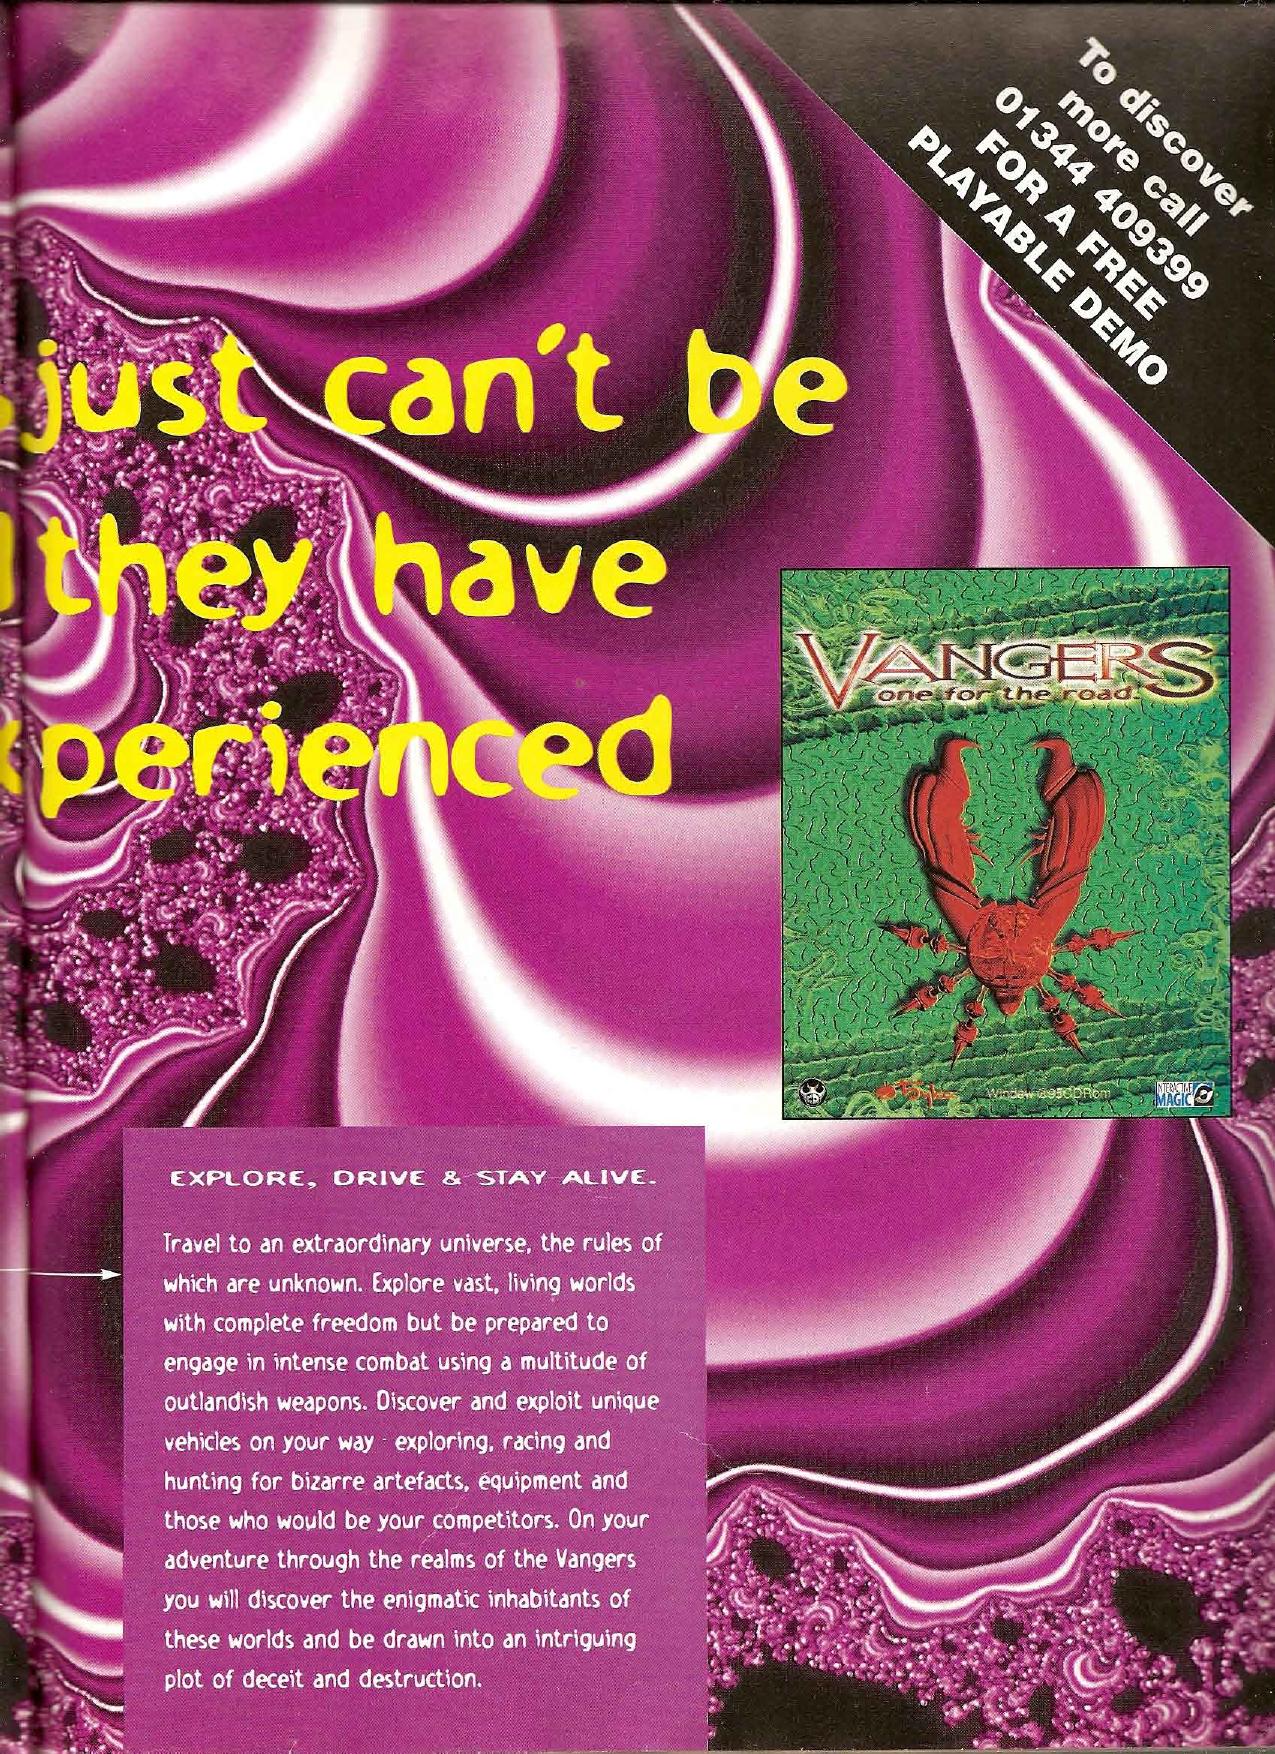 To discover
more call
01344 409399
FOR A FREE
PLAYABLE DEMO
just can't be
they have
xperienced
VANGERS
one for the road.
Window s95CDRom
INTERACTIVE
MAGIC
EXPLORE, DRIVE & STAY ALIVE.
Travel to an extraordinary universe, the rules of
which are unknown. Explore vast, living worlds
with complete freedom but be prepared to
engage in intense combat using a multitude of
outlandish weapons. Discover and exploit unique
vehicles on your way - exploring, racing and
hunting for bizarre artefacts, equipment and
those who would be your competitors. On your
adventure through the realms of the Vangers
you will discover the enigmatic inhabitants of
these worlds and be drawn into an intriguing
plot of deceit and destruction.